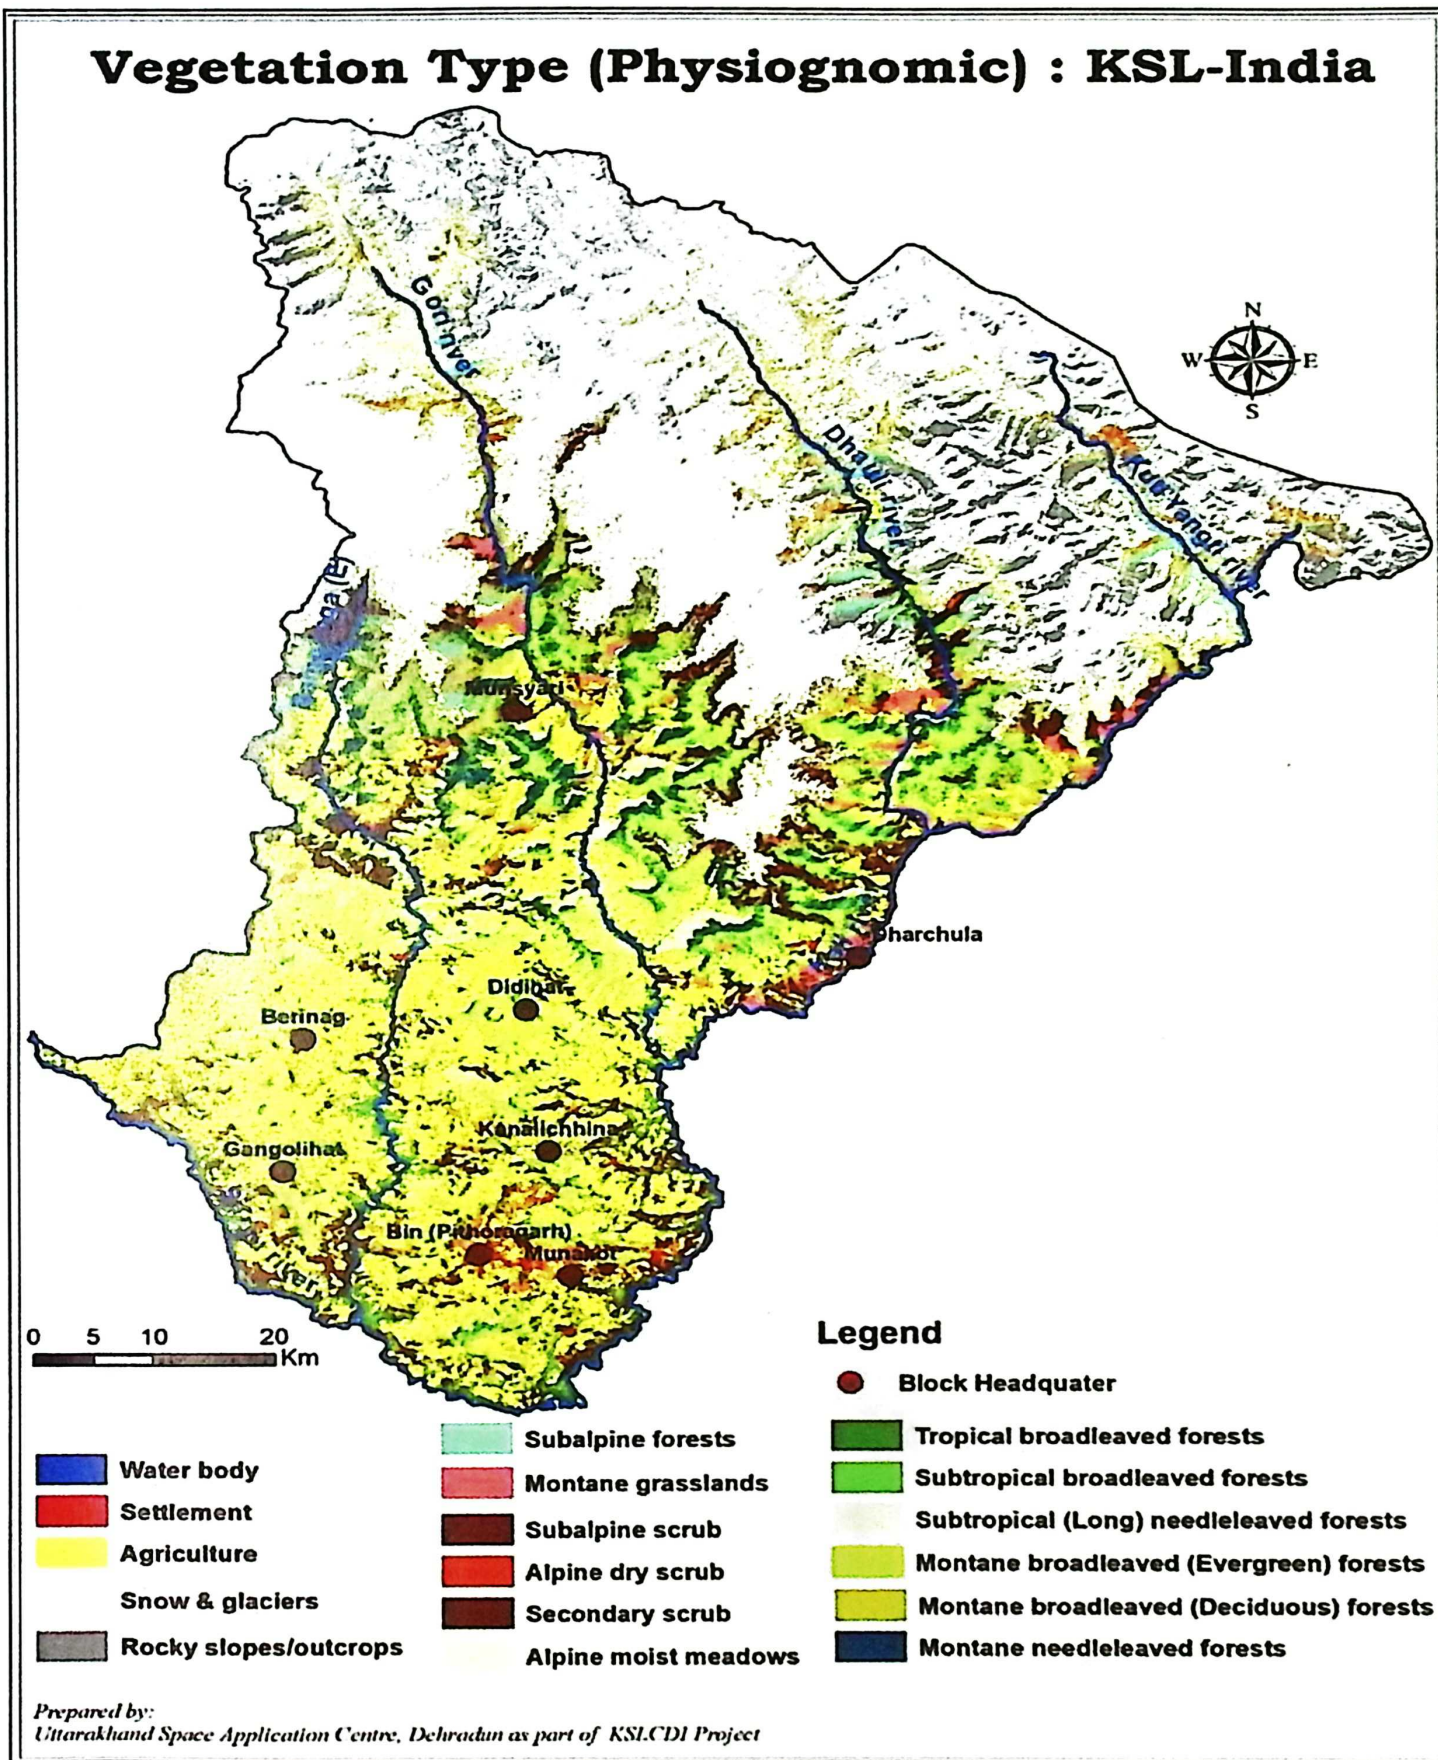 Vegetation Type (Physiognomic) : KSL-India
Gori river
N
W E
S
Dhauli river
Munsyari
Dharchula
Didihat
Berinag
Kanalichhina
Gangolihat
Bin (Pithoragarh)
Munakot
river
0 5 10 20
Km
Legend
Block Headquater
Water body
Settlement
Agriculture
Snow & glaciers
Rocky slopes/outcrops
Subalpine forests
Montane grasslands
Subalpine scrub
Alpine dry scrub
Secondary scrub
Alpine moist meadows
Tropical broadleaved forests
Subtropical broadleaved forests
Subtropical (Long) needleleaved forests
Montane broadleaved (Evergreen) forests
Montane broadleaved (Deciduous) forests
Montane needleleaved forests
Prepared by:
Uttarakhand Space Application Centre, Dehradun as part of KSLCDI Project